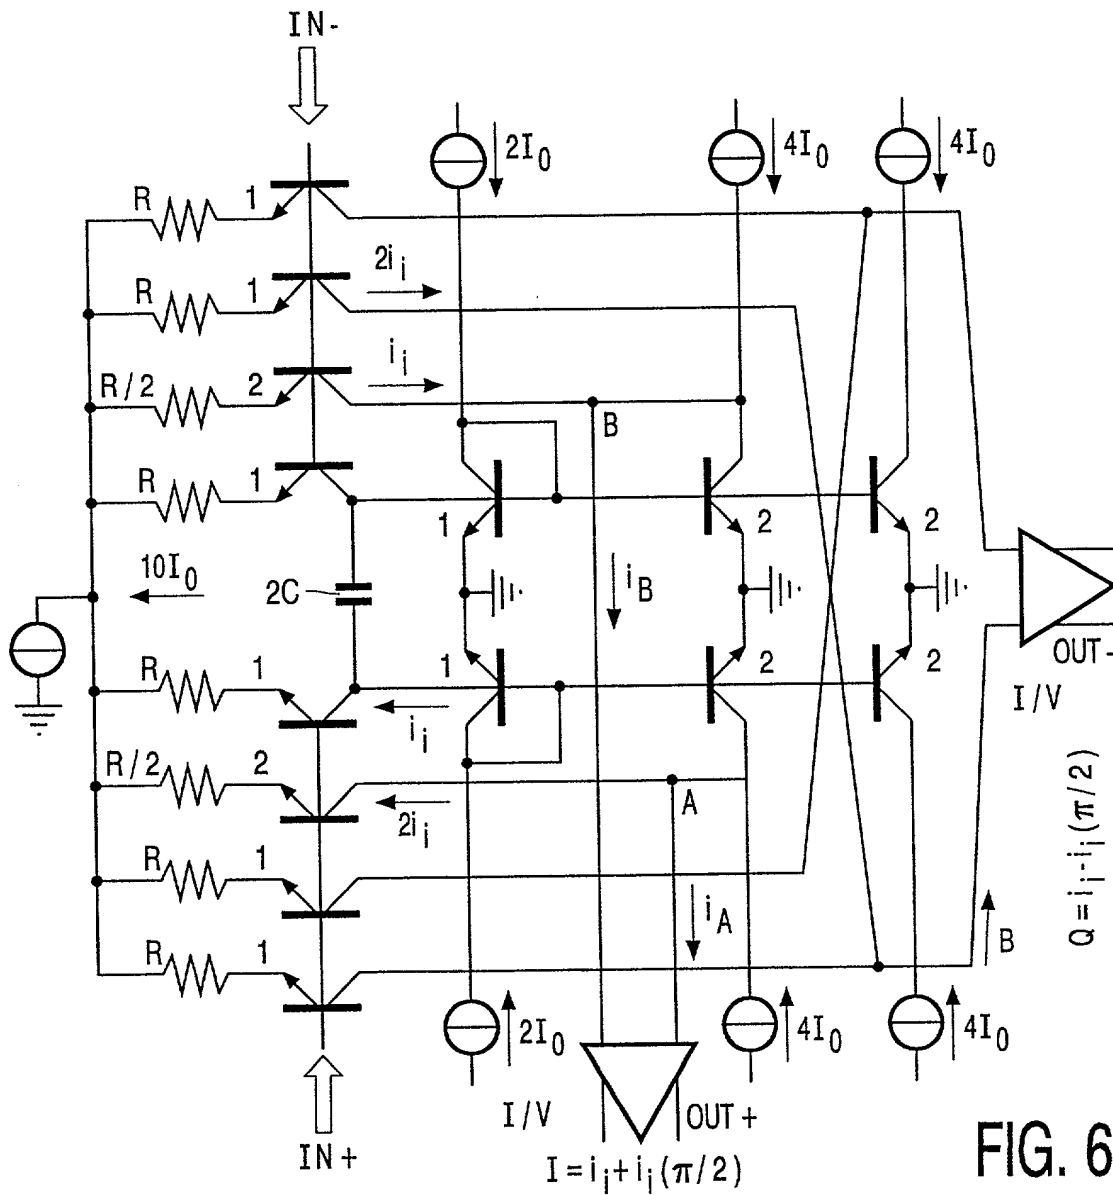 IN-
2I0
4I0
4I0
R 1
2ii
R 1
ii
R/2 2
B
R 1
1
2
2
10I0
2C
iB
R 1
1
2
2
OUT-
I/V
ii
R/2 2
A
2ii
R 1
iA
Q=ii-ii(π/2)
R 1
B
2I0
4I0
4I0
I/V
OUT+
IN+
I=ii+ii(π/2)
FIG. 6